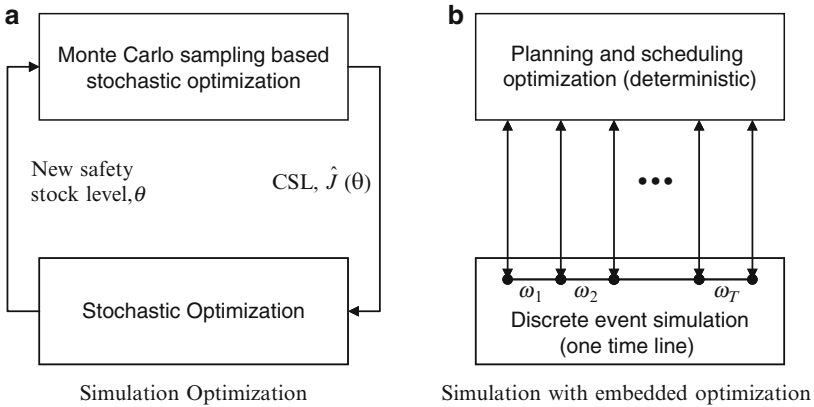 a
Monte Carlo sampling based
stochastic optimization
New safety
stock level,θ
CSL, Ĵ (θ)
Stochastic Optimization
Simulation Optimization
b
Planning and scheduling
optimization (deterministic)
•••
ω1 ω2 ωT
Discrete event simulation
(one time line)
Simulation with embedded optimization